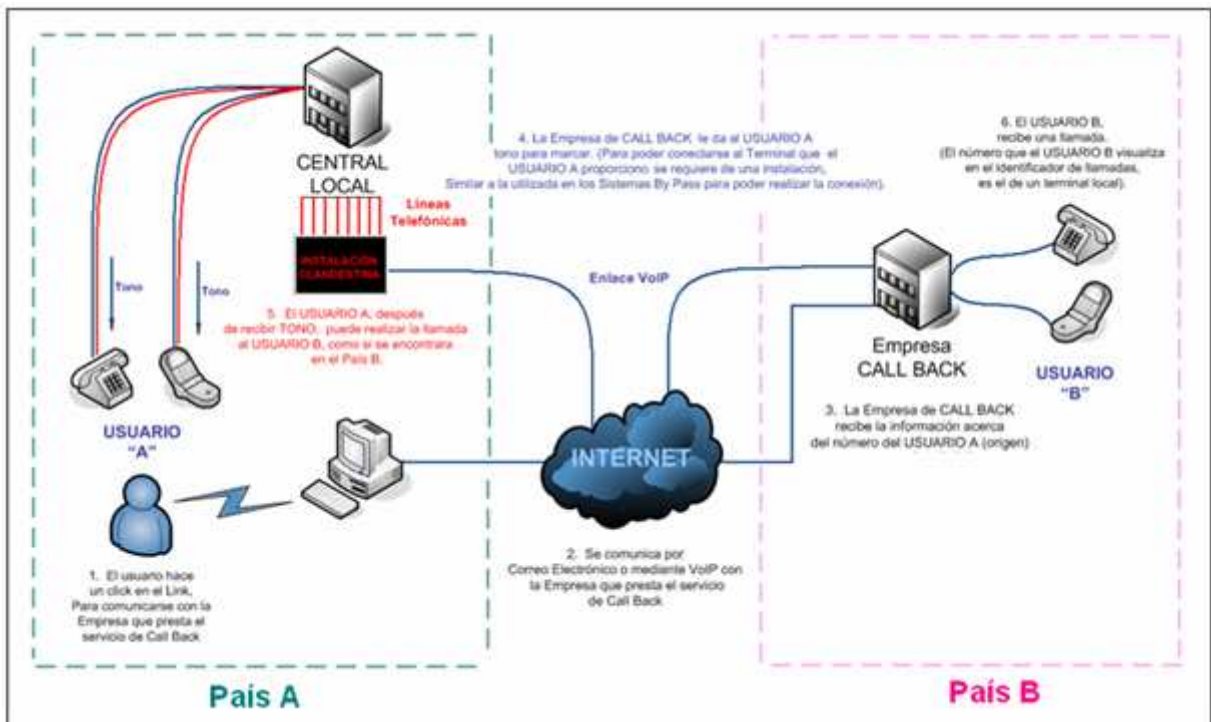 CENTRAL
LOCAL
Líneas
Telefónicas
INSTALACIÓN
CLANDESTINA
Tono
Tono
5. El USUARIO A, después
de recibir TONO, puede realizar la llamada
al USUARIO B, como si se encontrara
en el País B.
USUARIO
"A"
1. El usuario hace
un click en el Link,
Para comunicarse con la
Empresa que presta el
servicio de Call Back
País A
4. La Empresa de CALL BACK le da al USUARIO A
tono para marcar. (Para poder conectarse al Terminal que el
USUARIO A proporciono se requiere de una instalación,
Similar a la utilizada en los Sistemas By Pass para poder realizar la conexión).
Enlace VoIP
INTERNET
2. Se comunica por
Correo Electrónico o mediante VoIP con
la Empresa que presta el servicio
de Call Back
6. El USUARIO B,
recibe una llamada.
(El número que el USUARIO B visualiza
en el identificador de llamadas,
es el de un terminal local).
Empresa
CALL BACK
USUARIO
"B"
3. La Empresa de CALL BACK
recibe la información acerca
del número del USUARIO A (origen)
País B